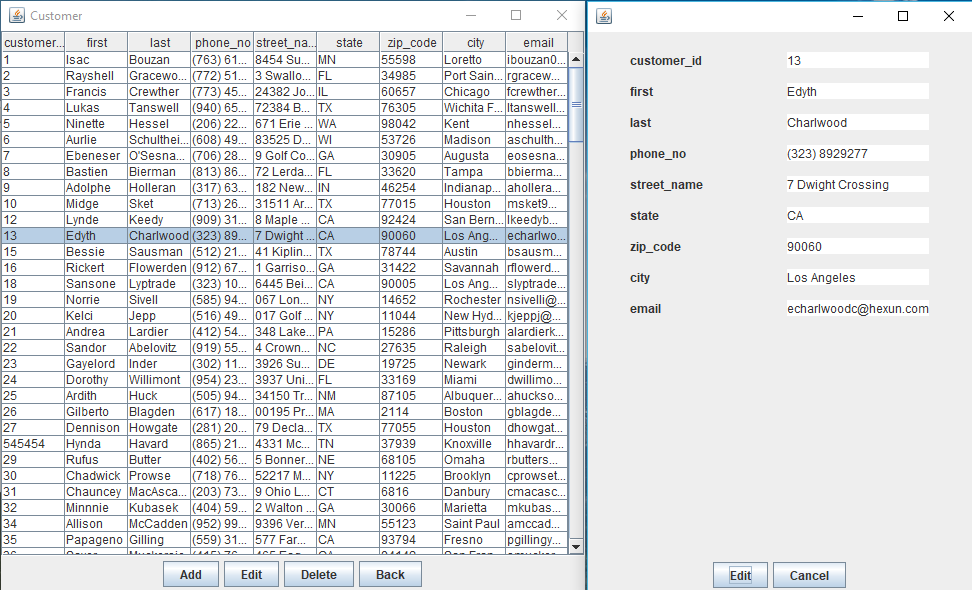 Customer
customer... first last phone_no street_na... state zip_code city email
1 Isac Bouzan (763) 61... 8454 Su... MN 55598 Loretto ibouzan0...
2 Rayshell Gracewo... (772) 51... 3 Swallo... FL 34985 Port Sain... rgracew...
3 Francis Crewther (773) 45... 24382 Jo... IL 60657 Chicago fcrewther...
4 Lukas Tanswell (940) 65... 72384 B... TX 76305 Wichita F... ltanswell...
5 Ninette Hessel (206) 22... 671 Erie ... WA 98042 Kent nhessel...
6 Aurlie Schulthei... (608) 49... 83525 D... WI 53726 Madison aschulth...
7 Ebeneser O'Sesna... (706) 28... 9 Golf Co... GA 30905 Augusta eosesna...
8 Bastien Bierman (813) 86... 72 Lerda... FL 33620 Tampa bbierma...
9 Adolphe Holleran (317) 63... 182 New... IN 46254 Indianap... ahollera...
10 Midge Sket (713) 26... 31511 Ar... TX 77015 Houston msket9...
12 Lynde Keedy (909) 31... 8 Maple ... CA 92424 San Bern... lkeedyb...
13 Edyth Charlwood (323) 89... 7 Dwight ... CA 90060 Los Ang... echarlwo...
15 Bessie Sausman (512) 21... 41 Kiplin... TX 78744 Austin bsausm...
16 Rickert Flowerden (912) 67... 1 Garriso... GA 31422 Savannah rflowerd...
18 Sansone Lyptrade (323) 10... 6445 Bei... CA 90005 Los Ang... slyptrade...
19 Norrie Sivell (585) 94... 067 Lon... NY 14652 Rochester nsivelli@...
20 Kelci Jepp (516) 49... 017 Golf ... NY 11044 New Hyd... kjeppj@...
21 Andrea Lardier (412) 54... 348 Lake... PA 15286 Pittsburgh alardierk...
22 Sandor Abelovitz (919) 55... 4 Crown... NC 27635 Raleigh sabelovit...
23 Gayelord Inder (302) 11... 3926 Su... DE 19725 Newark ginderm...
24 Dorothy Willimont (954) 23... 3937 Uni... FL 33169 Miami dwillimo...
25 Ardith Huck (505) 94... 34150 Tr... NM 87105 Albuquer... ahuckso...
26 Gilberto Blagden (617) 18... 00195 Pr... MA 2114 Boston gblagde...
27 Dennison Howgate (281) 20... 79 Decla... TX 77055 Houston dhowgat...
545454 Hynda Havard (865) 21... 4331 Mc... TN 37939 Knoxville hhavardr...
29 Rufus Butter (402) 56... 5 Bonner... NE 68105 Omaha rbutters...
30 Chadwick Prowse (718) 76... 52217 M... NY 11225 Brooklyn cprowset...
31 Chauncey MacAsca... (203) 73... 9 Ohio L... CT 6816 Danbury cmacasc...
32 Minnnie Kubasek (404) 59... 2 Walton ... GA 30066 Marietta mkubas...
34 Allison McCadden (952) 99... 9396 Ver... MN 55123 Saint Paul amccad...
35 Papageno Gilling (559) 31... 577 Far... CA 93794 Fresno pgillingy...
Add Edit Delete Back
customer_id 13
first Edyth
last Charlwood
phone_no (323) 8929277
street_name 7 Dwight Crossing
state CA
zip_code 90060
city Los Angeles
email echarlwoodc@hexun.com
Edit Cancel